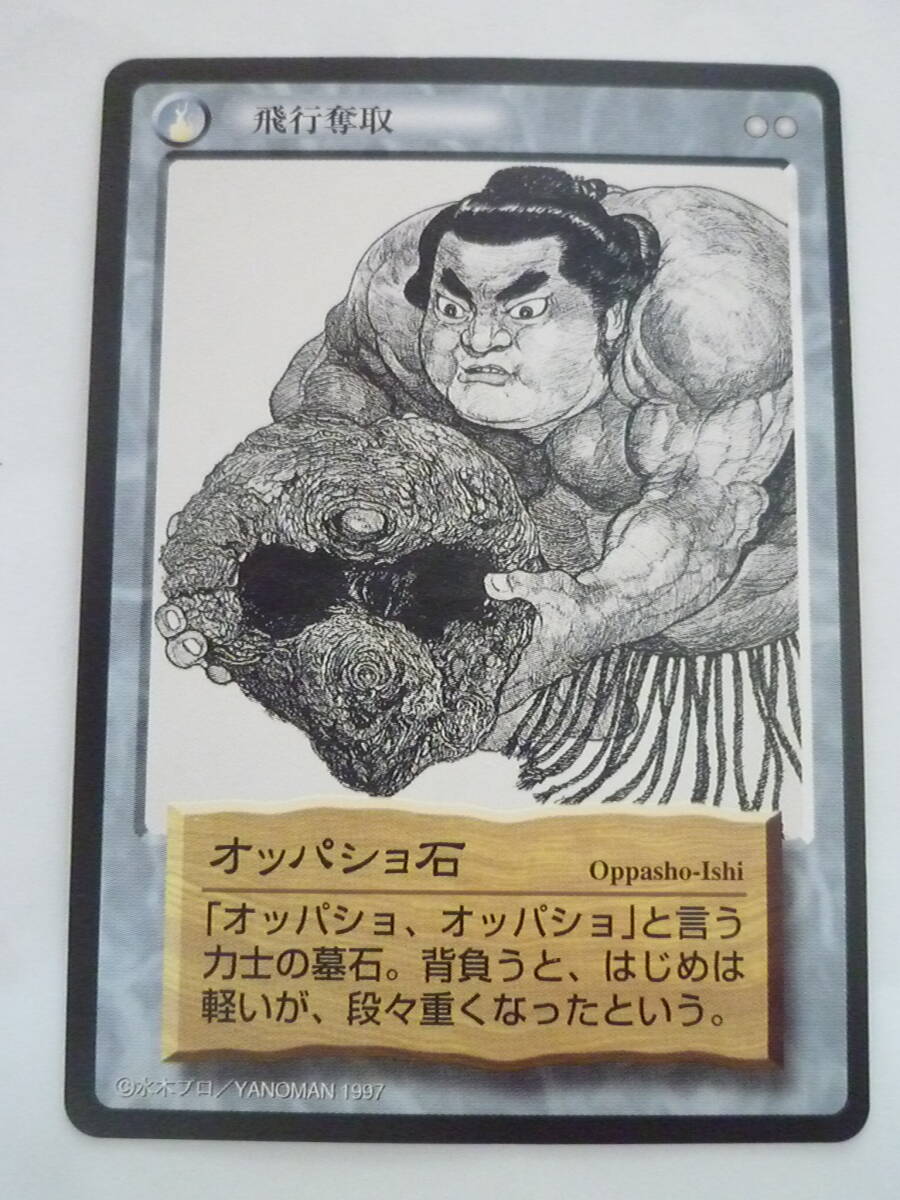 飛行奪取
オッパショ石
Oppasho-Ishi
「オッパショ、オッパショ」と言う
力士の墓石。背負うと、はじめは
軽いが、段々重くなったという。
©水木プロ／YANOMAN 1997